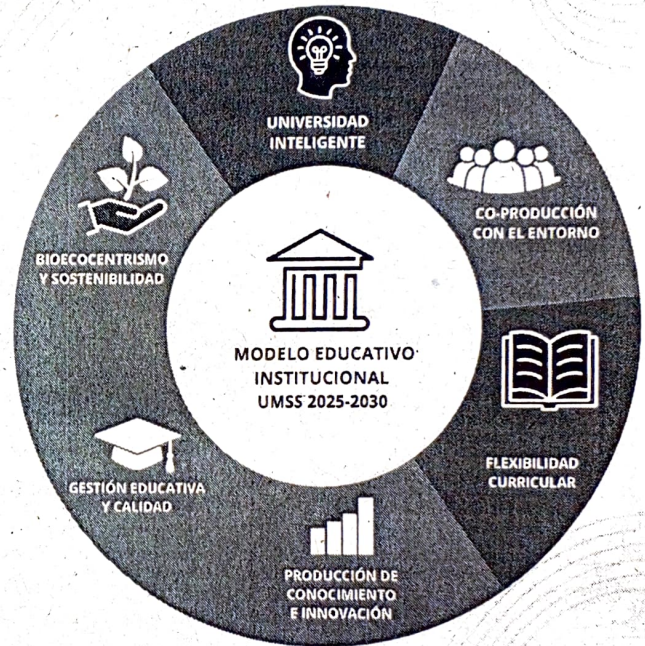 UNIVERSIDAD
INTELIGENTE
CO-PRODUCCIÓN
CON EL ENTORNO
FLEXIBILIDAD
CURRICULAR
PRODUCCIÓN DE
CONOCIMIENTO
E INNOVACIÓN
GESTIÓN EDUCATIVA
Y CALIDAD
BIOECOCENTRISMO
Y SOSTENIBILIDAD
MODELO EDUCATIVO
INSTITUCIONAL
UMSS 2025-2030